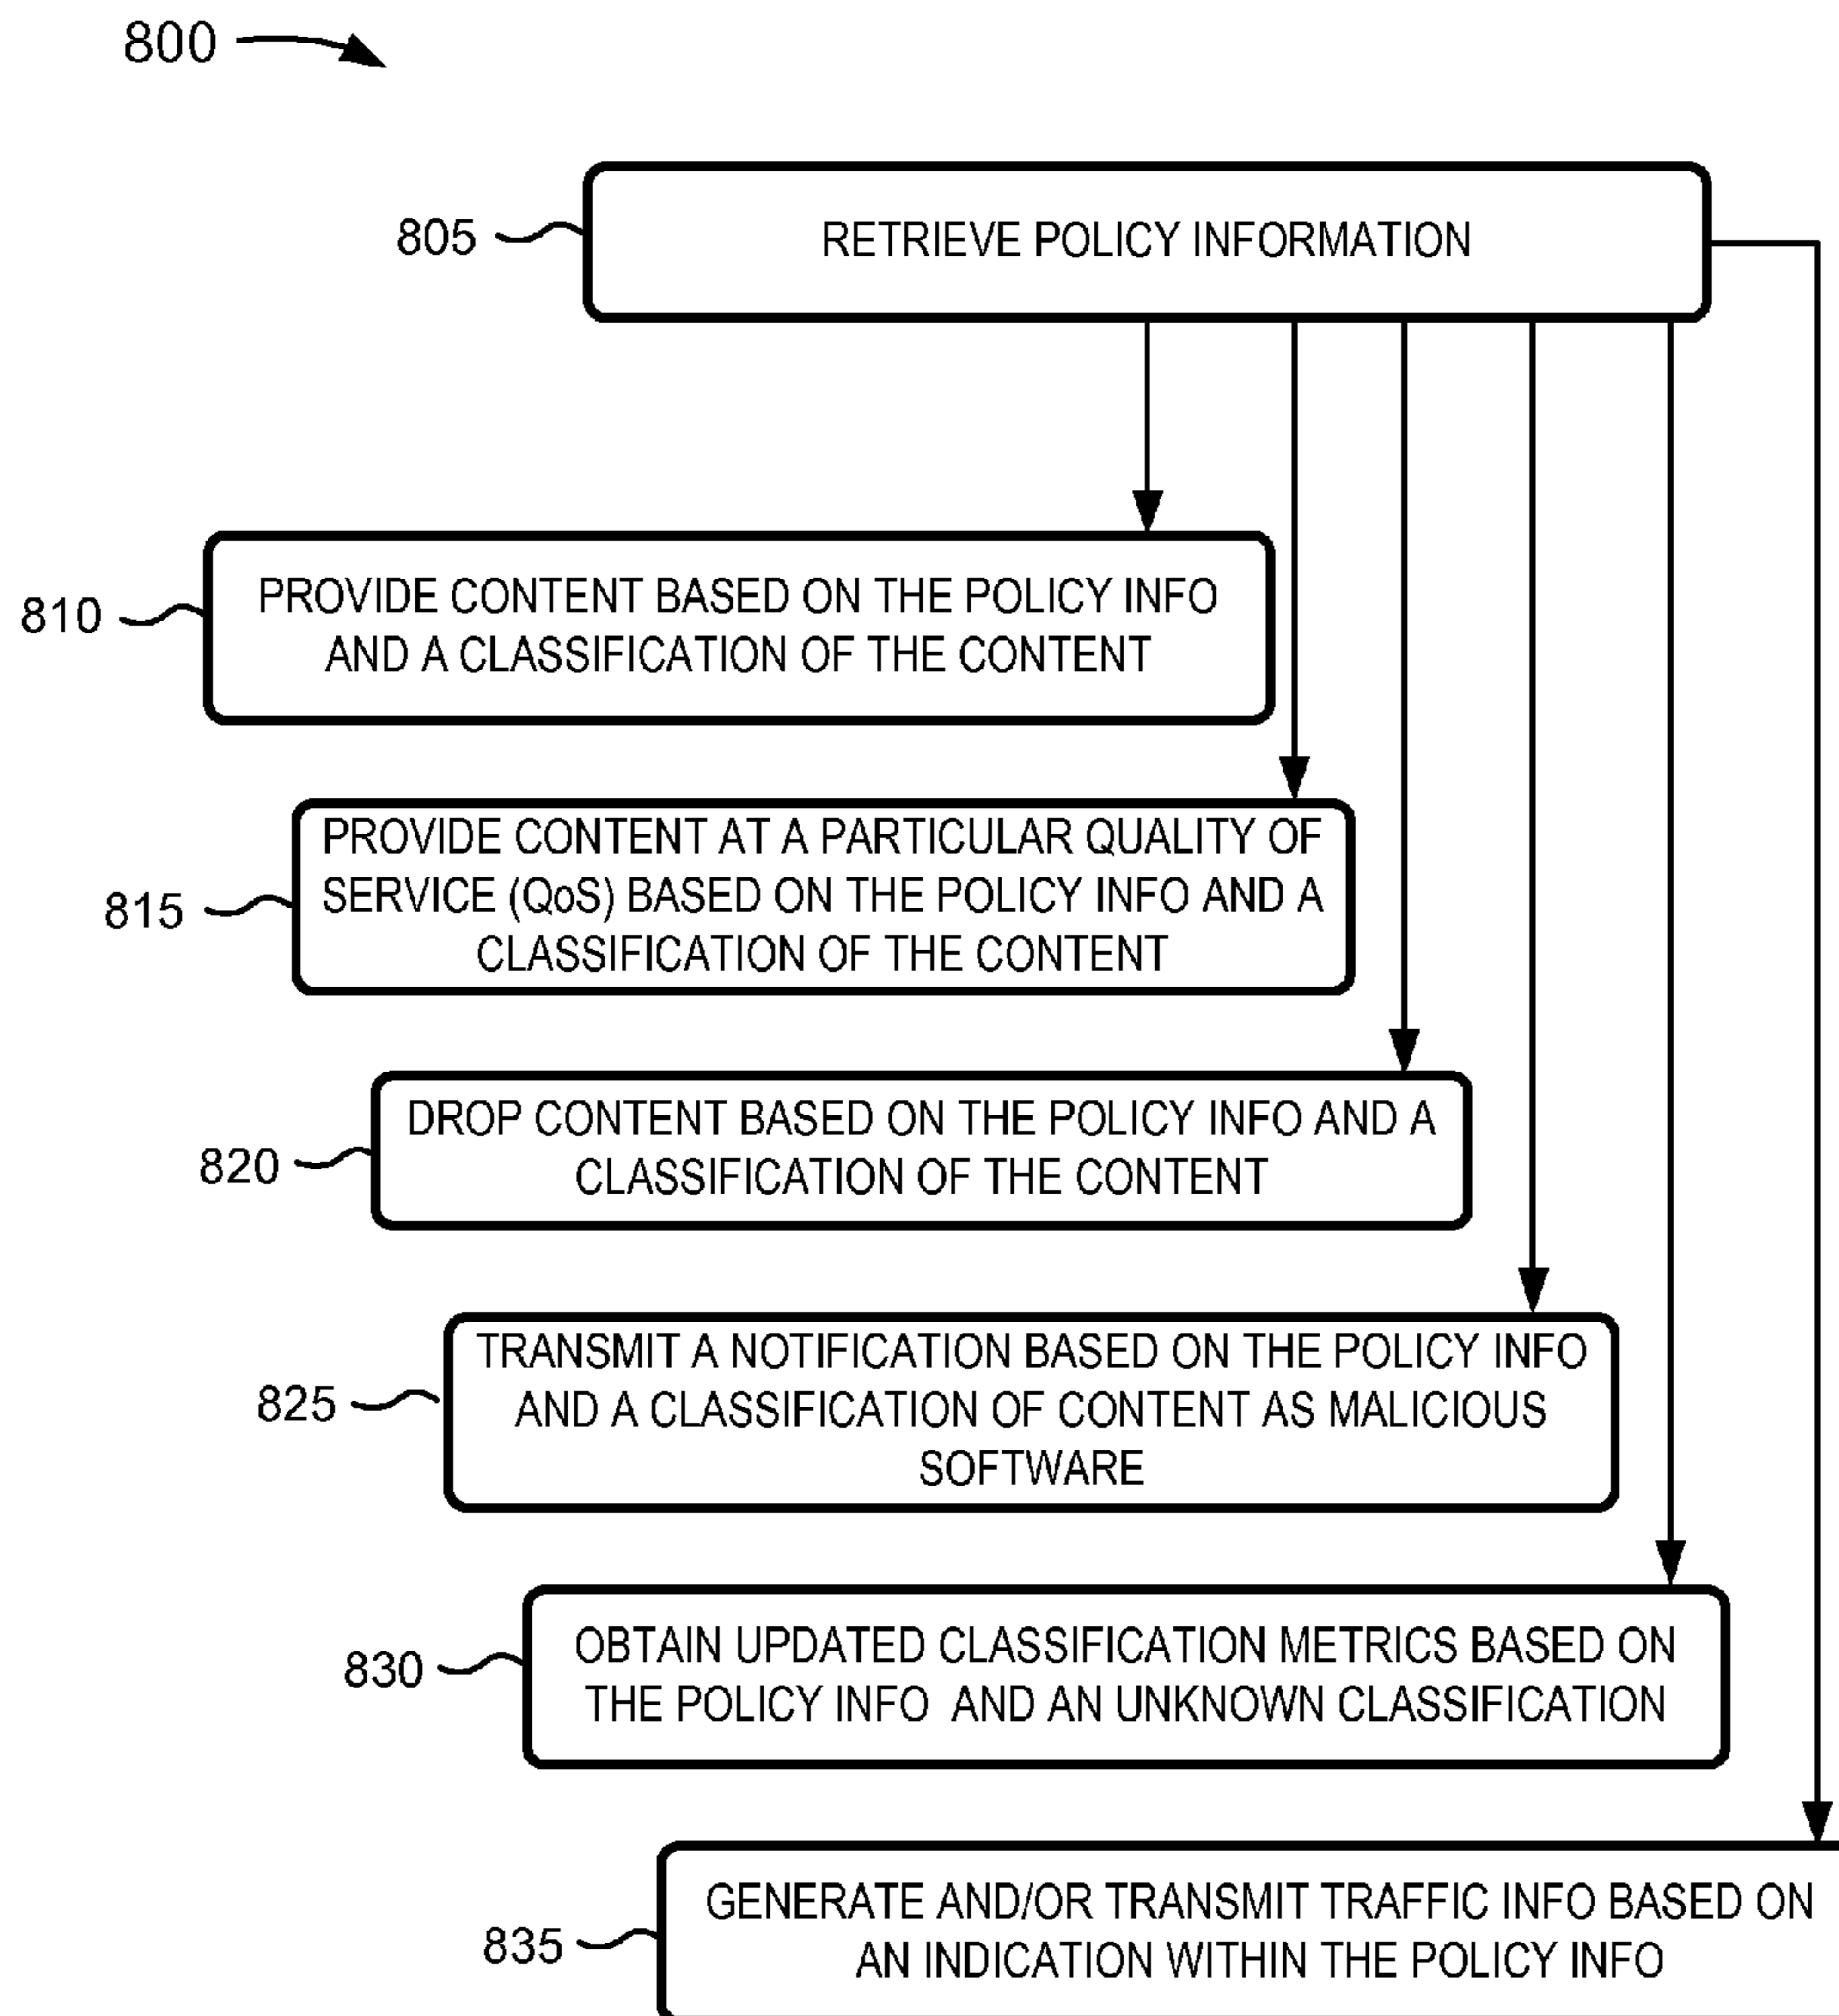 800
805
RETRIEVE POLICY INFORMATION
810
PROVIDE CONTENT BASED ON THE POLICY INFO
AND A CLASSIFICATION OF THE CONTENT
815
PROVIDE CONTENT AT A PARTICULAR QUALITY OF
SERVICE (QoS) BASED ON THE POLICY INFO AND A
CLASSIFICATION OF THE CONTENT
820
DROP CONTENT BASED ON THE POLICY INFO AND A
CLASSIFICATION OF THE CONTENT
825
TRANSMIT A NOTIFICATION BASED ON THE POLICY INFO
AND A CLASSIFICATION OF CONTENT AS MALICIOUS
SOFTWARE
830
OBTAIN UPDATED CLASSIFICATION METRICS BASED ON
THE POLICY INFO AND AN UNKNOWN CLASSIFICATION
835
GENERATE AND/OR TRANSMIT TRAFFIC INFO BASED ON
AN INDICATION WITHIN THE POLICY INFO